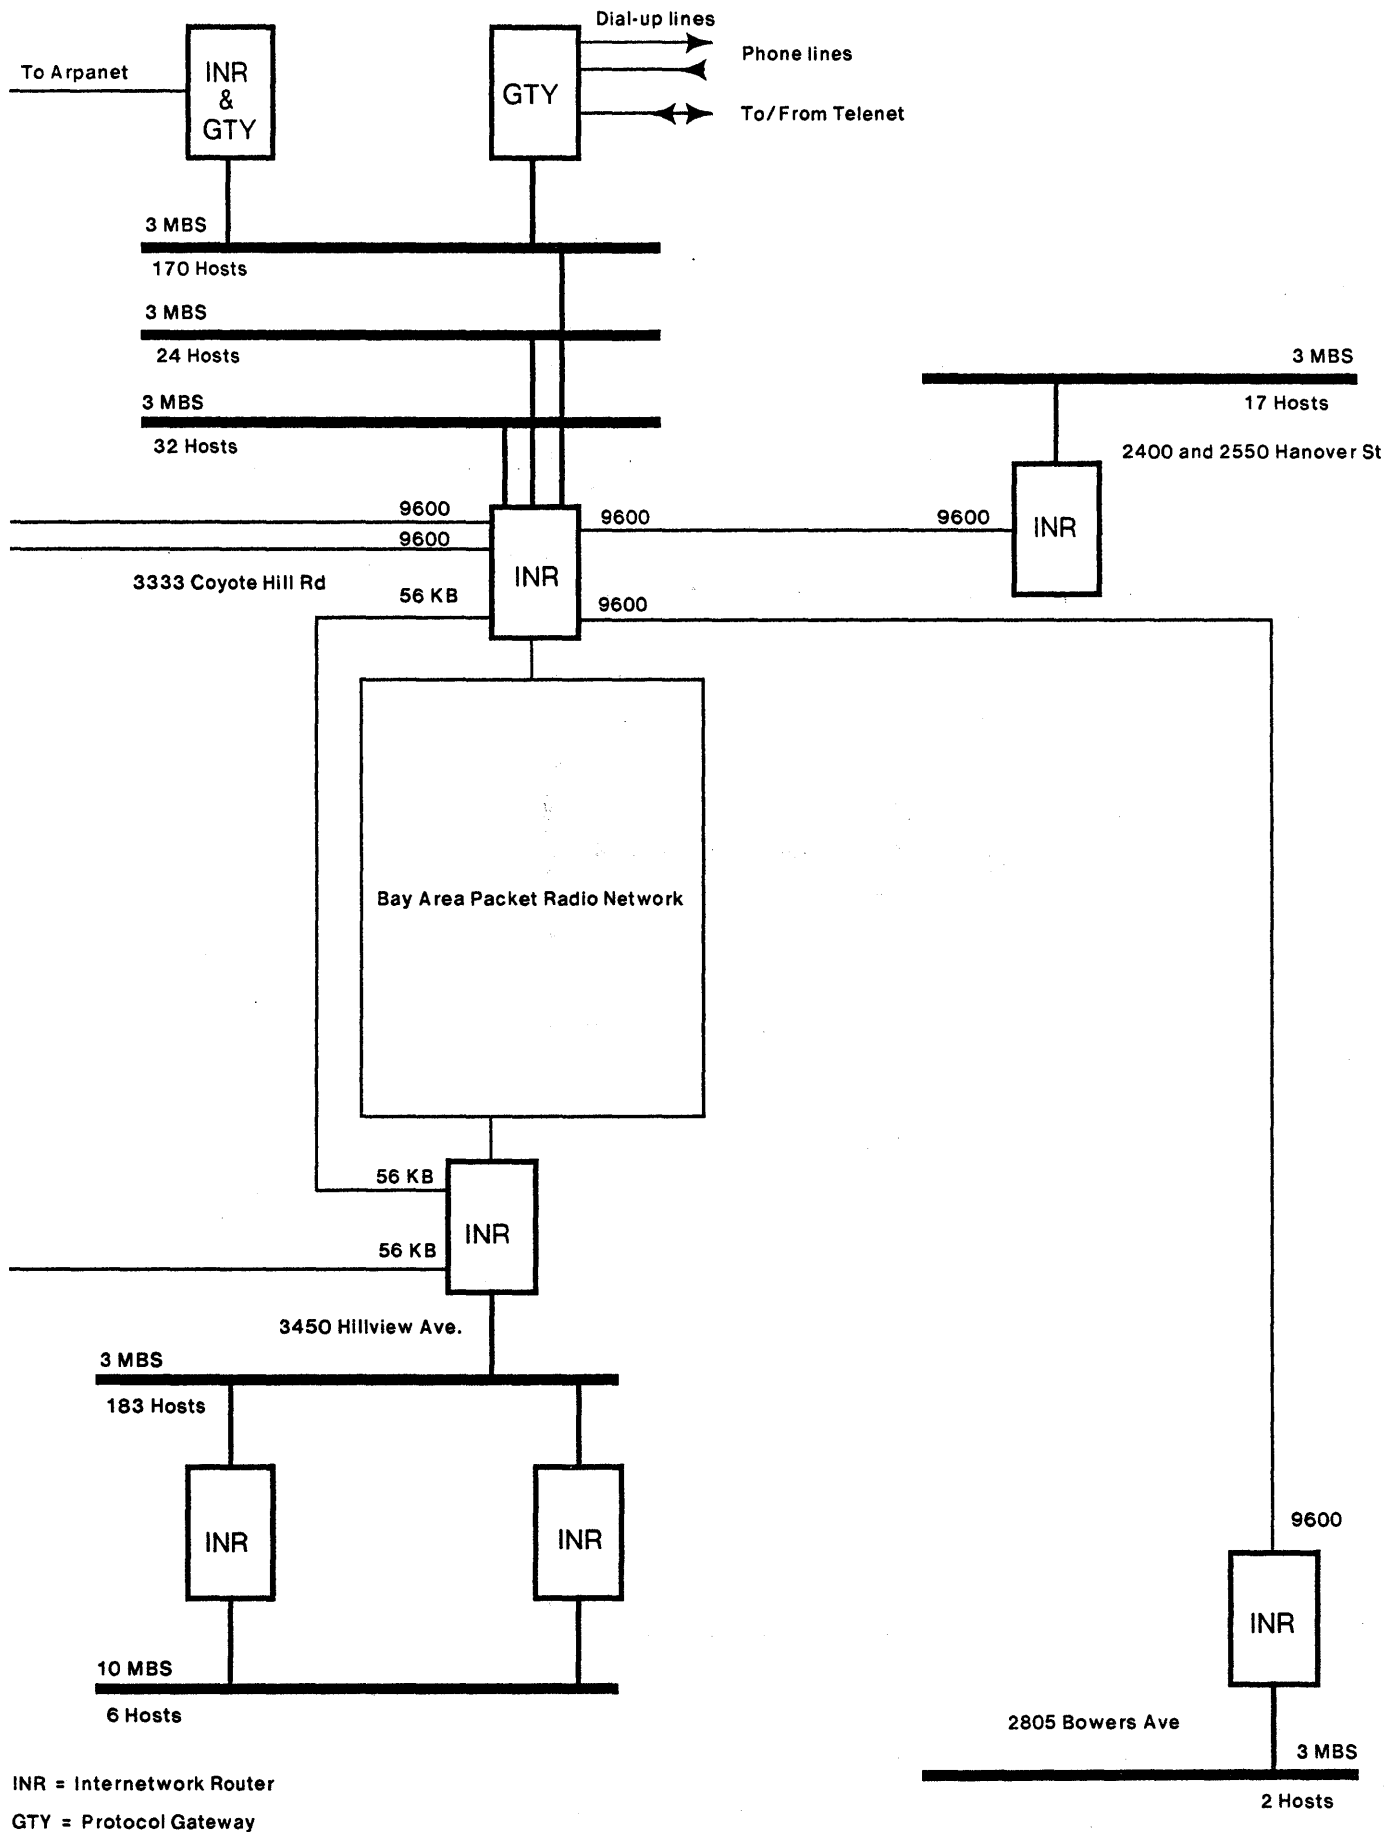 Dial-up lines
Phone lines
To Arpanet
INR
&
GTY
GTY
To/From Telenet
3 MBS
170 Hosts
3 MBS
24 Hosts
3 MBS
32 Hosts
3 MBS
17 Hosts
2400 and 2550 Hanover St
INR
9600
9600
9600
9600
INR
3333 Coyote Hill Rd
56 KB
9600
Bay Area Packet Radio Network
56 KB
INR
56 KB
3450 Hillview Ave.
3 MBS
183 Hosts
INR
INR
10 MBS
6 Hosts
9600
INR
2805 Bowers Ave
3 MBS
2 Hosts
INR = Internetwork Router
GTY = Protocol Gateway